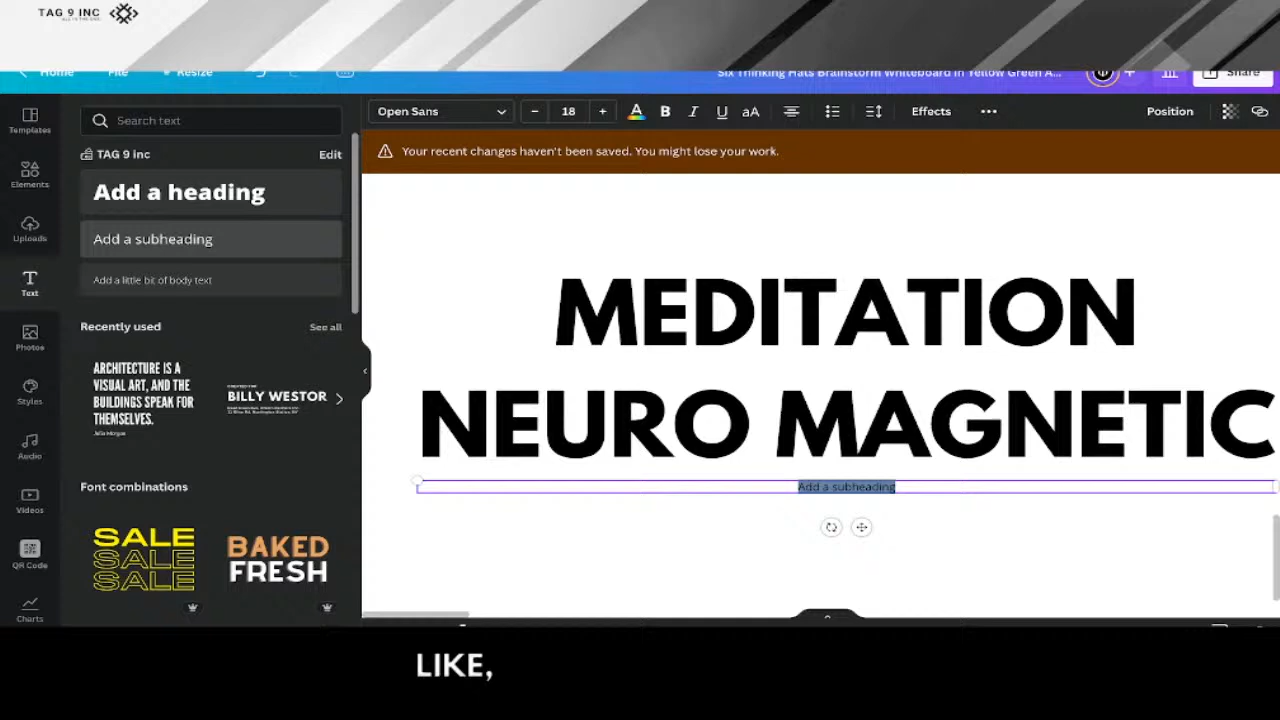 TAG 9 INC
Home File Resize
Six Thinking Hats Brainstorm Whiteboard in Yellow Green A...
Share
Templates
Elements
Uploads
Text
Photos
Styles
Audio
Videos
QR Code
Charts
Search text
TAG 9 inc Edit
Add a heading
Add a subheading
Add a little bit of body text
Recently used See all
ARCHITECTURE IS A
VISUAL ART, AND THE
BUILDINGS SPEAK FOR
THEMSELVES.
Julia Morgan
BILLY WESTOR
Font combinations
SALE
SALE
SALE
BAKED
FRESH
Open Sans − 18 + A B I U aA Effects ••• Position
Your recent changes haven't been saved. You might lose your work.
MEDITATION
NEURO MAGNETIC
Add a subheading
LIKE,